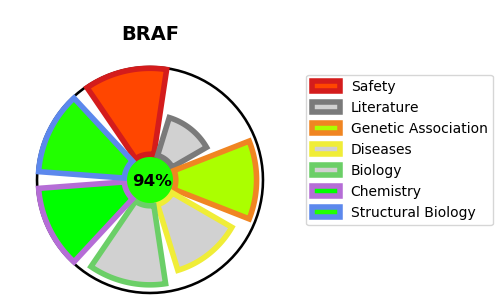 BRAF
94%
Safety
Literature
Genetic Association
Diseases
Biology
Chemistry
Structural Biology